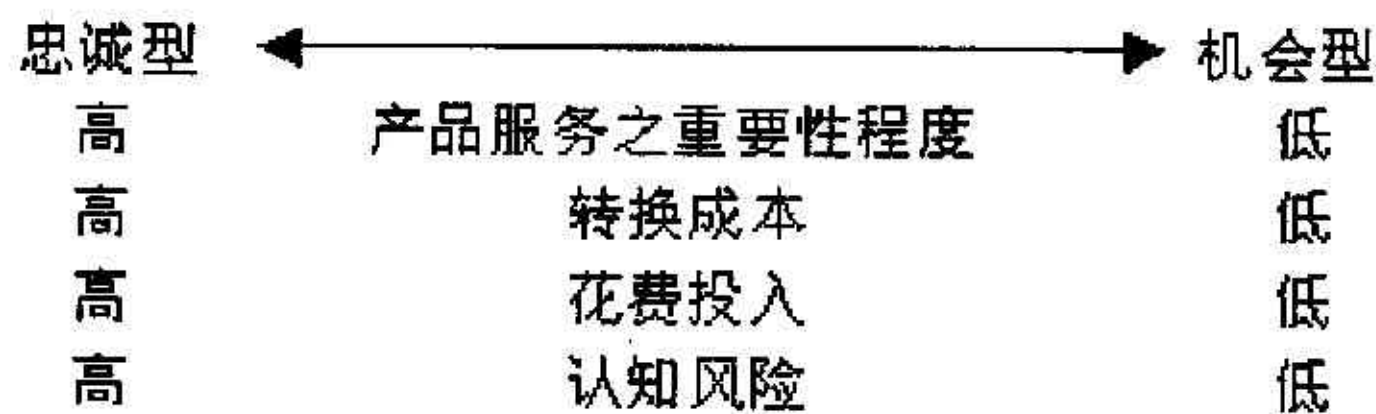 忠诚型 机会型
高 产品服务之重要性程度 低
高 转换成本 低
高 花费投入 低
高 认知风险 低